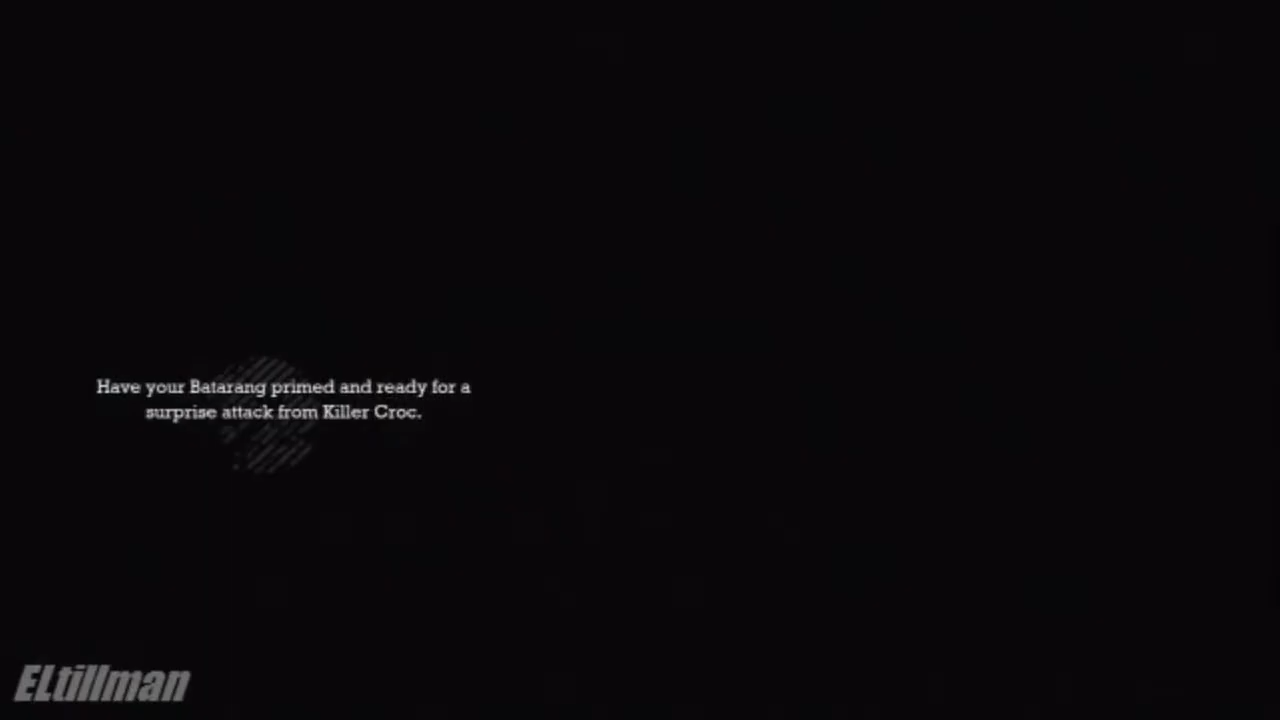 Have your Batarang primed and ready for a
surprise attack from Killer Croc.
ELtillman